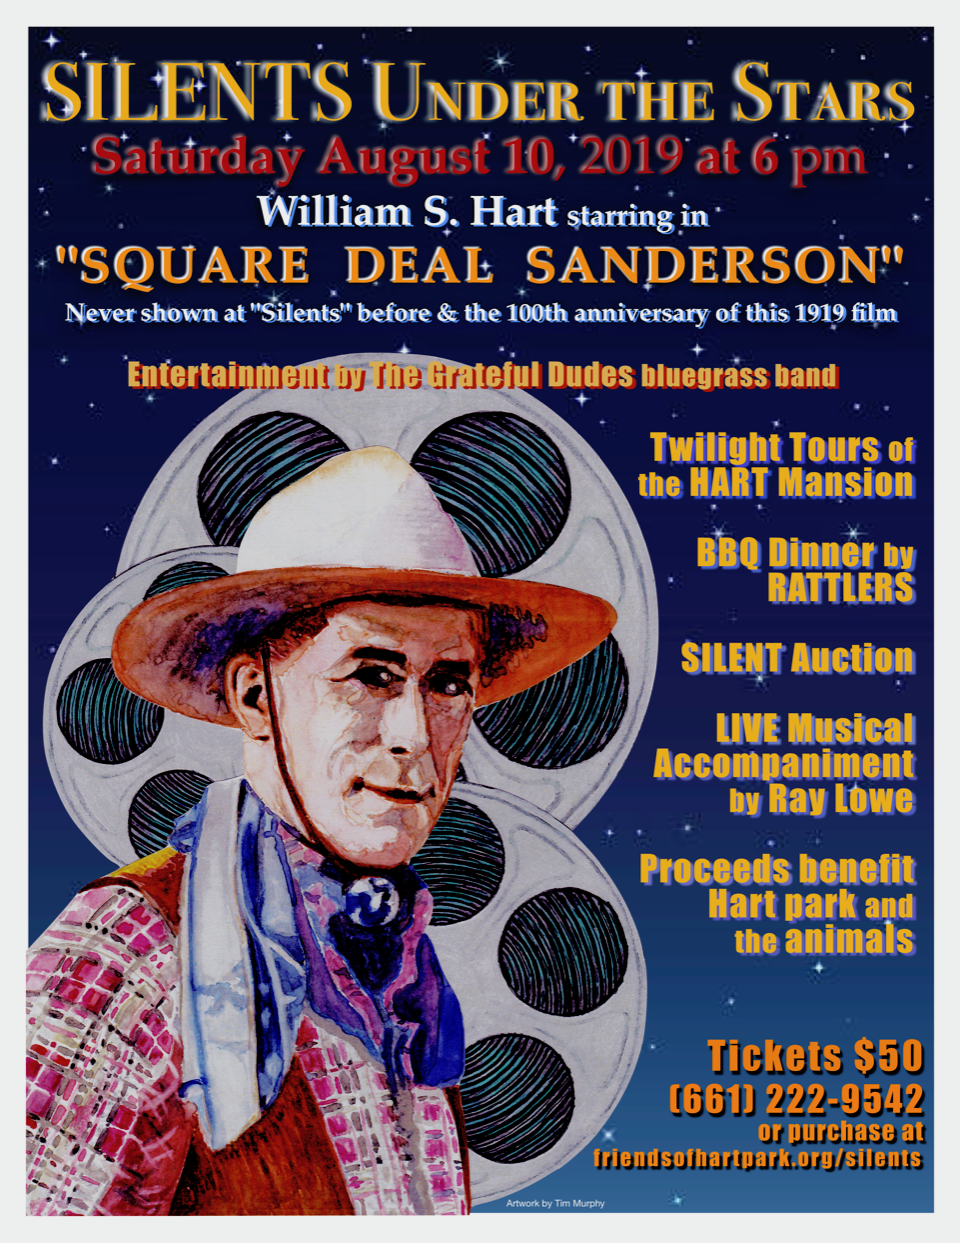 SILENTS UNDER THE STARS
Saturday August 10, 2019 at 6 pm
William S. Hart starring in
"SQUARE DEAL SANDERSON"
Never shown at "Silents" before & the 100th anniversary of this 1919 film
Entertainment by The Grateful Dudes bluegrass band
Twilight Tours of
the HART Mansion
BBQ Dinner by
RATTLERS
SILENT Auction
LIVE Musical
Accompaniment
by Ray Lowe
Proceeds benefit
Hart park and
the animals
Tickets $50
(661) 222-9542
or purchase at
friendsofhartpark.org/silents
Artwork by Tim Murphy